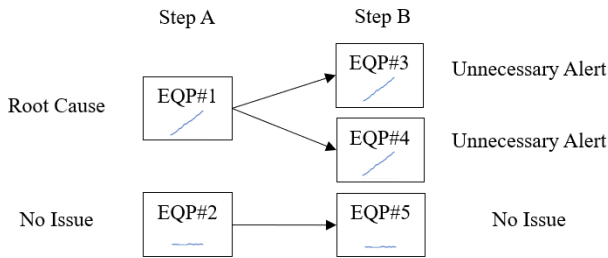 Step A
Step B
Root Cause
EQP#1
EQP#3
Unnecessary Alert
EQP#4
Unnecessary Alert
No Issue
EQP#2
EQP#5
No Issue